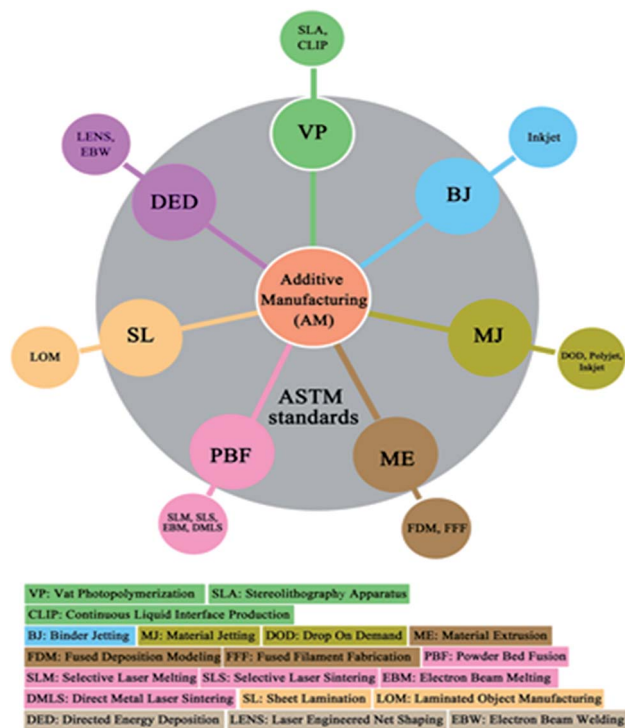 SLA,
CLIP
VP
LENS,
EBW
Inkjet
DED
BJ
Additive
Manufacturing
(AM)
SL
MJ
LOM
DOD, Polyjet,
Inkjet
ASTM
standards
PBF
ME
SLM, SLS,
EBM, DMLS
FDM, FFF
VP: Vat Photopolymerization SLA: Stereolithography Apparatus
CLIP: Continuous Liquid Interface Production
BJ: Binder Jetting MJ: Material Jetting DOD: Drop On Demand ME: Material Extrusion
FDM: Fused Deposition Modeling FFF: Fused Filament Fabrication PBF: Powder Bed Fusion
SLM: Selective Laser Melting SLS: Selective Laser Sintering EBM: Electron Beam Melting
DMLS: Direct Metal Laser Sintering SL: Sheet Lamination LOM: Laminated Object Manufacturing
DED: Directed Energy Deposition LENS: Laser Engineered Net Shaping EBW: Electron Beam Welding